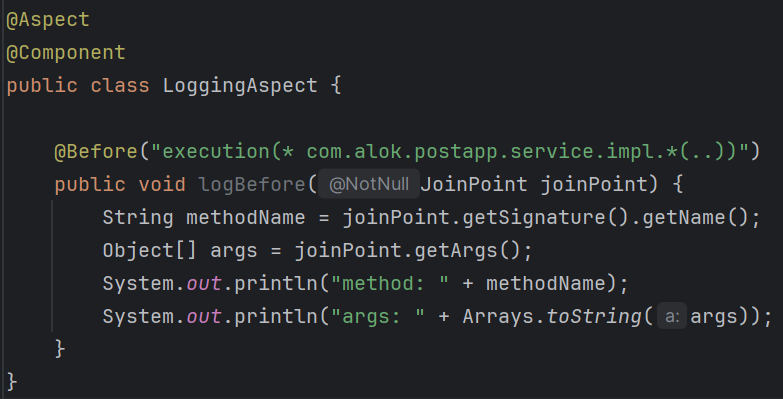 @Aspect
@Component
public class LoggingAspect {
@Before("execution(* com.alok.postapp.service.impl.*(..))")
public void logBefore( @NotNull JoinPoint joinPoint) {
String methodName = joinPoint.getSignature().getName();
Object[] args = joinPoint.getArgs();
System.out.println("method: " + methodName);
System.out.println("args: " + Arrays.toString( a: args));
}
}